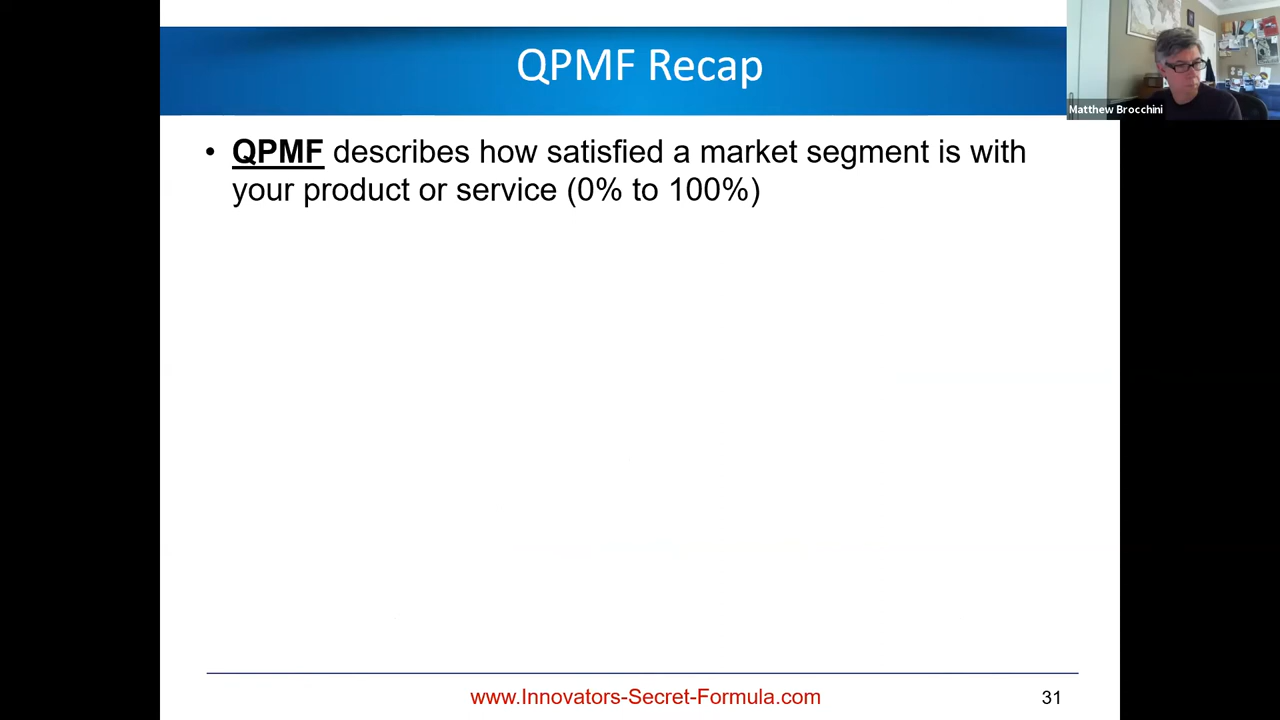 QPMF Recap
Matthew Brocchini
• QPMF describes how satisfied a market segment is with
your product or service (0% to 100%)
www.Innovators-Secret-Formula.com
31